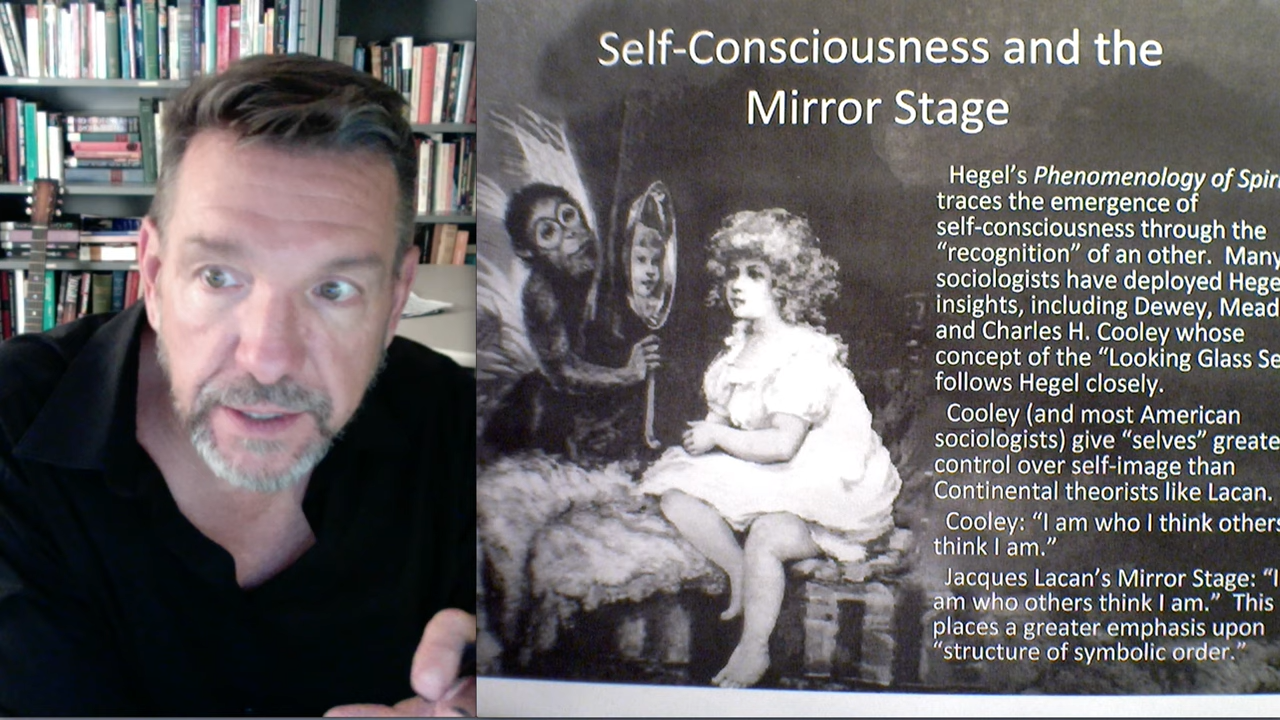 Self-Consciousness and the
Mirror Stage
Hegel's Phenomenology of
traces the emergence of
self-consciousness through the
"recognition" of an other. Many
sociologists have deployed
insights, including Dewey, Mead
and Charles H. Cooley whose
concept of the "Looking Glass
follows Hegel closely.
Cooley (and most American
sociologists) give "selves"
control over self-image than
Continental theorists like Lacan.
Cooley: "I am who I think
think I am."
Jacques Lacan's Mirror Stage: "I
am who others think I am." This
places a greater emphasis upon
"structure of symbolic order."